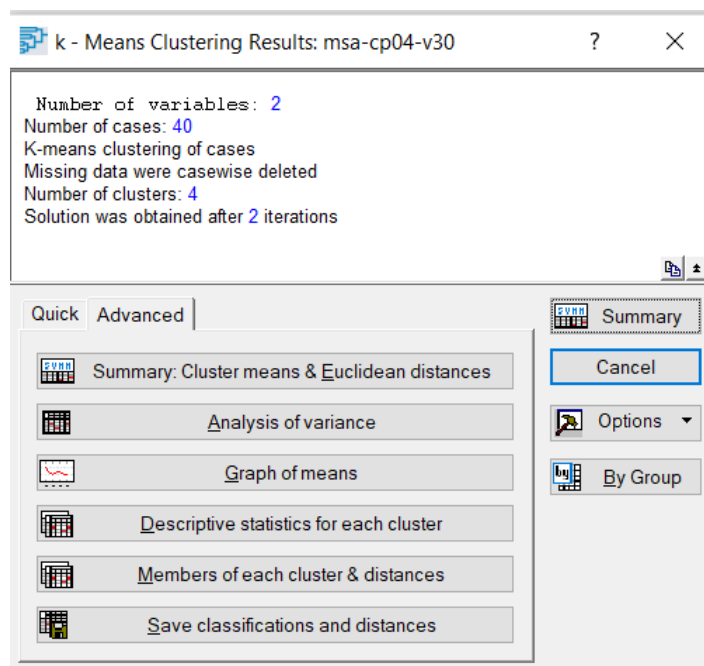 k - Means Clustering Results: msa-cp04-v30
?
Number of variables: 2
Number of cases: 40
K-means clustering of cases
Missing data were casewise deleted
Number of clusters: 4
Solution was obtained after 2 iterations
Quick
Advanced
SUMM
Summary
SUMM
Summary: Cluster means & Euclidean distances
Cancel
Analysis of variance
Options
Graph of means
by
By Group
Descriptive statistics for each cluster
Members of each cluster & distances
Save classifications and distances